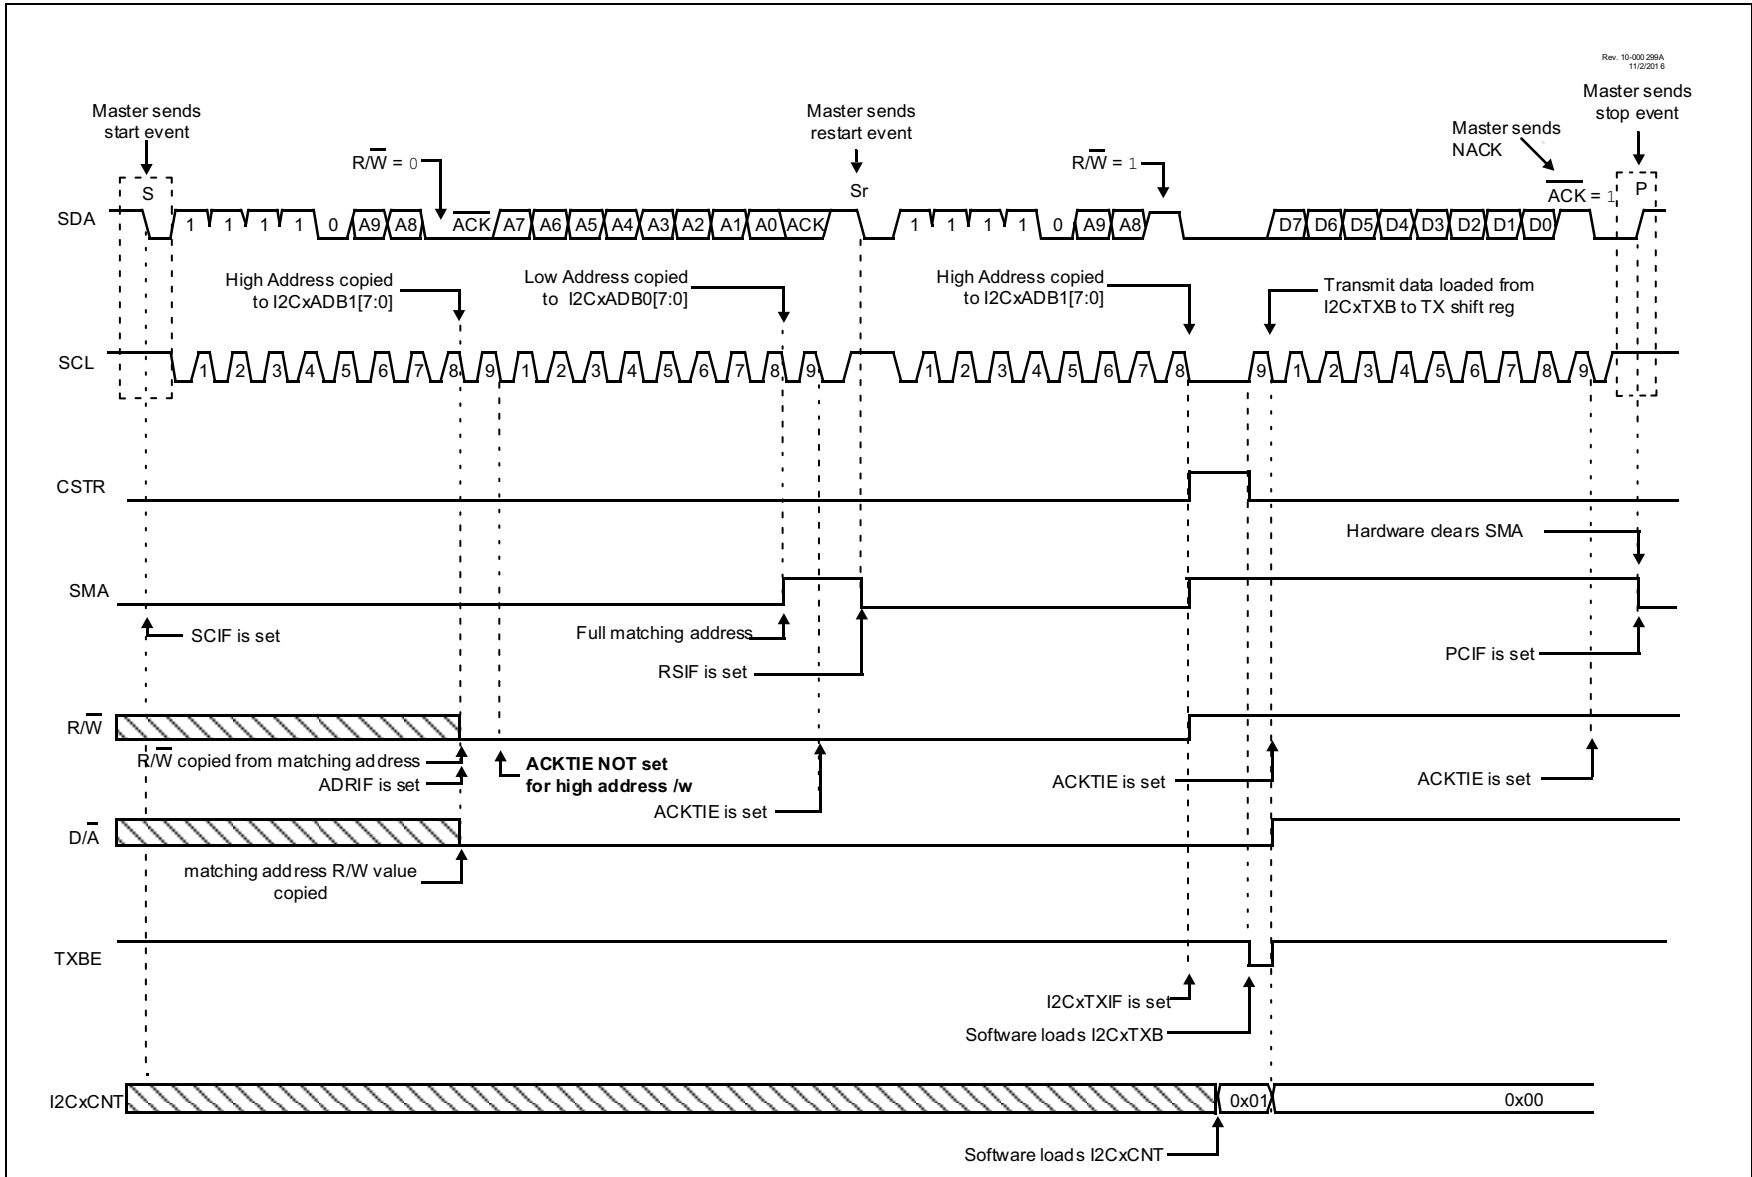 Rev. 10-000 299A
11/2/201 6
Master sends
start event
Master sends
restart event
Master sends
stop event
Master sends
NACK
R/W̅ = 0
R/W̅ = 1
A̅C̅K̅ = 1
S
Sr
P
SDA
1 1 1 1 0 A9 A8 A̅C̅K̅ A7 A6 A5 A4 A3 A2 A1 A0 ACK 1 1 1 1 0 A9 A8 D7 D6 D5 D4 D3 D2 D1 D0
High Address copied
to I2CxADB1[7:0]
Low Address copied
to I2CxADB0[7:0]
High Address copied
to I2CxADB1[7:0]
Transmit data loaded from
I2CxTXB to TX shift reg
SCL
1 2 3 4 5 6 7 8 9 1 2 3 4 5 6 7 8 9 1 2 3 4 5 6 7 8 9 1 2 3 4 5 6 7 8 9
CSTR
Hardware clears SMA
SMA
SCIF is set
Full matching address
RSIF is set
PCIF is set
R/W̅
R/W̅ copied from matching address
ADRIF is set
ACKTIE NOT set
for high address /w
ACKTIE is set
ACKTIE is set
ACKTIE is set
D/A̅
matching address R/W value
copied
TXBE
I2CxTXIF is set
Software loads I2CxTXB
I2CxCNT
0x01
0x00
Software loads I2CxCNT